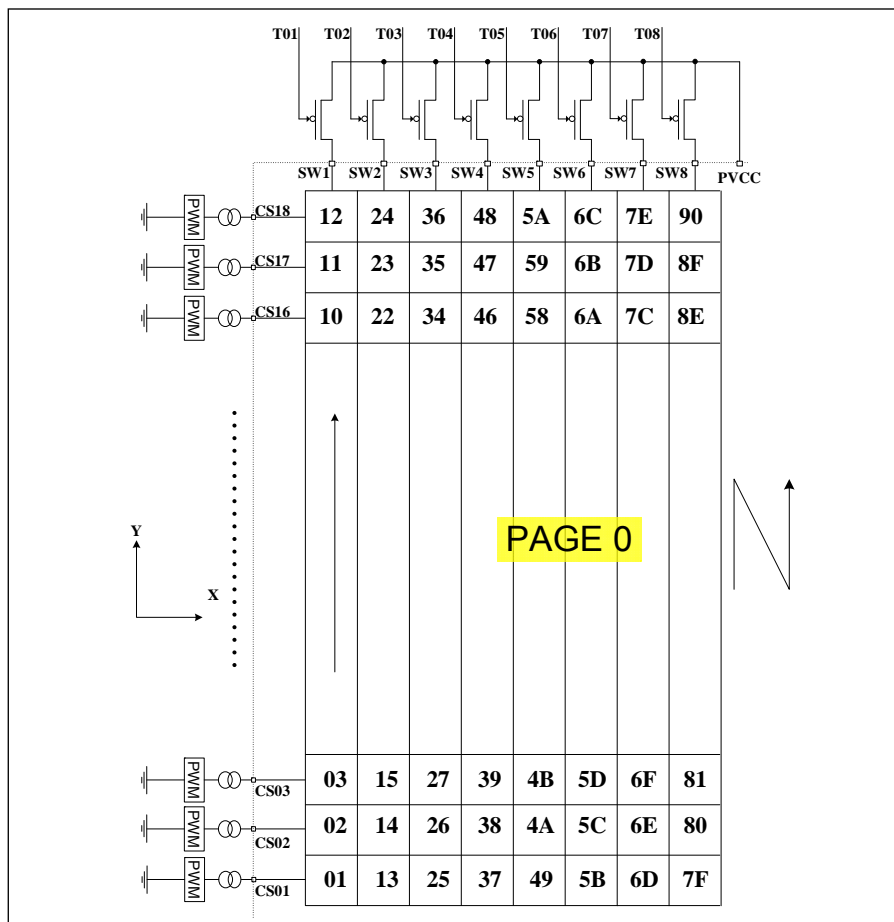 T01 T02 T03 T04 T05 T06 T07 T08
SW1 SW2 SW3 SW4 SW5 SW6 SW7 SW8 PVCC
PWM CS18 12 24 36 48 5A 6C 7E 90
PWM CS17 11 23 35 47 59 6B 7D 8F
PWM CS16 10 22 34 46 58 6A 7C 8E
PAGE 0
Y
X
PWM CS03 03 15 27 39 4B 5D 6F 81
PWM CS02 02 14 26 38 4A 5C 6E 80
PWM CS01 01 13 25 37 49 5B 6D 7F